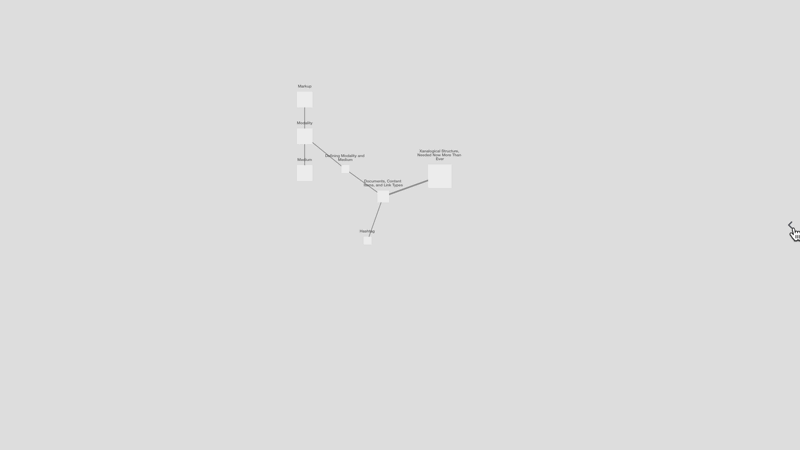 Markup
Modality
Medium
Defining Modality and
Medium
Documents, Content
Types, and Link Types
Xanalogical Structure,
Needed Now More Than
Ever
Hashtag